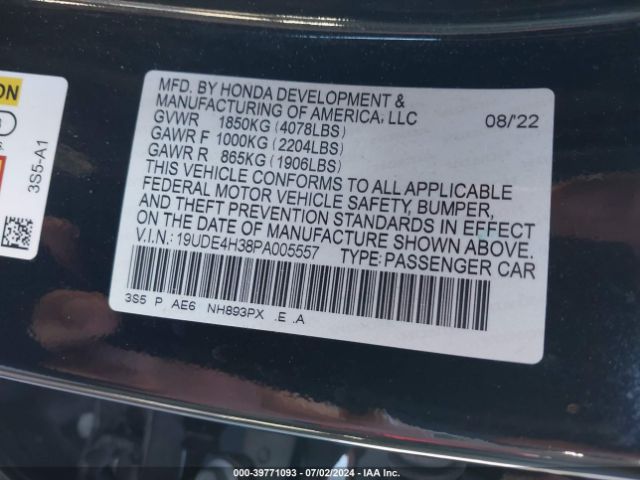 ON
S.
3S5-A1
MFD. BY HONDA DEVELOPMENT &
MANUFACTURING OF AMERICA, LLC
GVWR 1850KG (4078LBS) 08/'22
GAWR F 1000KG (2204LBS)
GAWR R 865KG (1906LBS)
THIS VEHICLE CONFORMS TO ALL APPLICABLE
FEDERAL MOTOR VEHICLE SAFETY, BUMPER,
AND THEFT PREVENTION STANDARDS IN EFFECT
ON THE DATE OF MANUFACTURE SHOWN ABOVE.
V.I.N.: 19UDE4H38PA005557 TYPE: PASSENGER CAR
3S5 P AE6 NH893PX .E .A
000-39771093 / 07/02/2024 / IAA Inc.